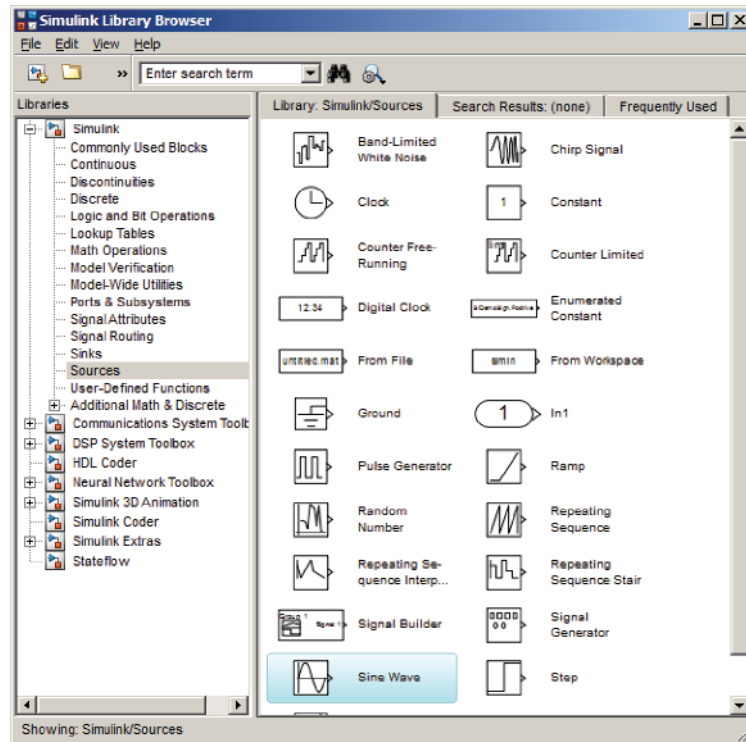 Simulink Library Browser
File Edit View Help
» Enter search term
Libraries
Simulink
Commonly Used Blocks
Continuous
Discontinuities
Discrete
Logic and Bit Operations
Lookup Tables
Math Operations
Model Verification
Model-Wide Utilities
Ports & Subsystems
Signal Attributes
Signal Routing
Sinks
Sources
User-Defined Functions
Additional Math & Discrete
Communications System Toolb
DSP System Toolbox
HDL Coder
Neural Network Toolbox
Simulink 3D Animation
Simulink Coder
Simulink Extras
Stateflow
Library: Simulink/Sources
Search Results: (none)
Frequently Used
Band-Limited
White Noise
Chirp Signal
Clock
1
Constant
Counter Free-
Running
Counter Limited
12:34
Digital Clock
Enumerated
Constant
untitled.mat
From File
simin
From Workspace
Ground
1
In1
Pulse Generator
Ramp
Random
Number
Repeating
Sequence
Repeating Se-
quence Interp...
Repeating
Sequence Stair
Signal 1
Signal Builder
Signal
Generator
Sine Wave
Step
Showing: Simulink/Sources